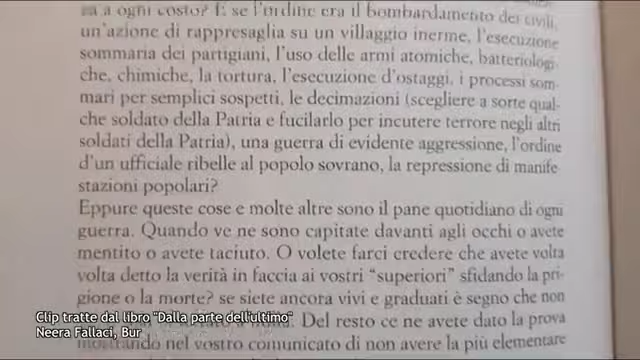 za a ogni costo? E se l'ordine era il bombardamento dei civili,
un'azione di rappresaglia su un villaggio inerme, l'esecuzione
sommaria dei partigiani, l'uso delle armi atomiche, batteriologi-
che, chimiche, la tortura, l'esecuzione d'ostaggi, i processi som-
mari per semplici sospetti, le decimazioni (scegliere a sorte qual-
che soldato della Patria e fucilarlo per incutere terrore negli altri
soldati della Patria), una guerra di evidente aggressione, l'ordine
d'un ufficiale ribelle al popolo sovrano, la repressione di manife
stazioni popolari?
Eppure queste cose e molte altre sono il pane quotidiano di ogni
guerra. Quando ve ne sono capitate davanti agli occhi o avete
mentito o avete taciuto. O volete farci credere che avete volta
volta detto la verità in faccia ai vostri "superiori" sfidando la pri-
gione o la morte? se siete ancora vivi e graduati è segno che non
Del resto ce ne avete dato la prova
mostrando nel vostro comunicato di non avere la più elementare
Clip tratte dal libro "Dalla parte dell'ultimo"
Neera Fallaci, Bur